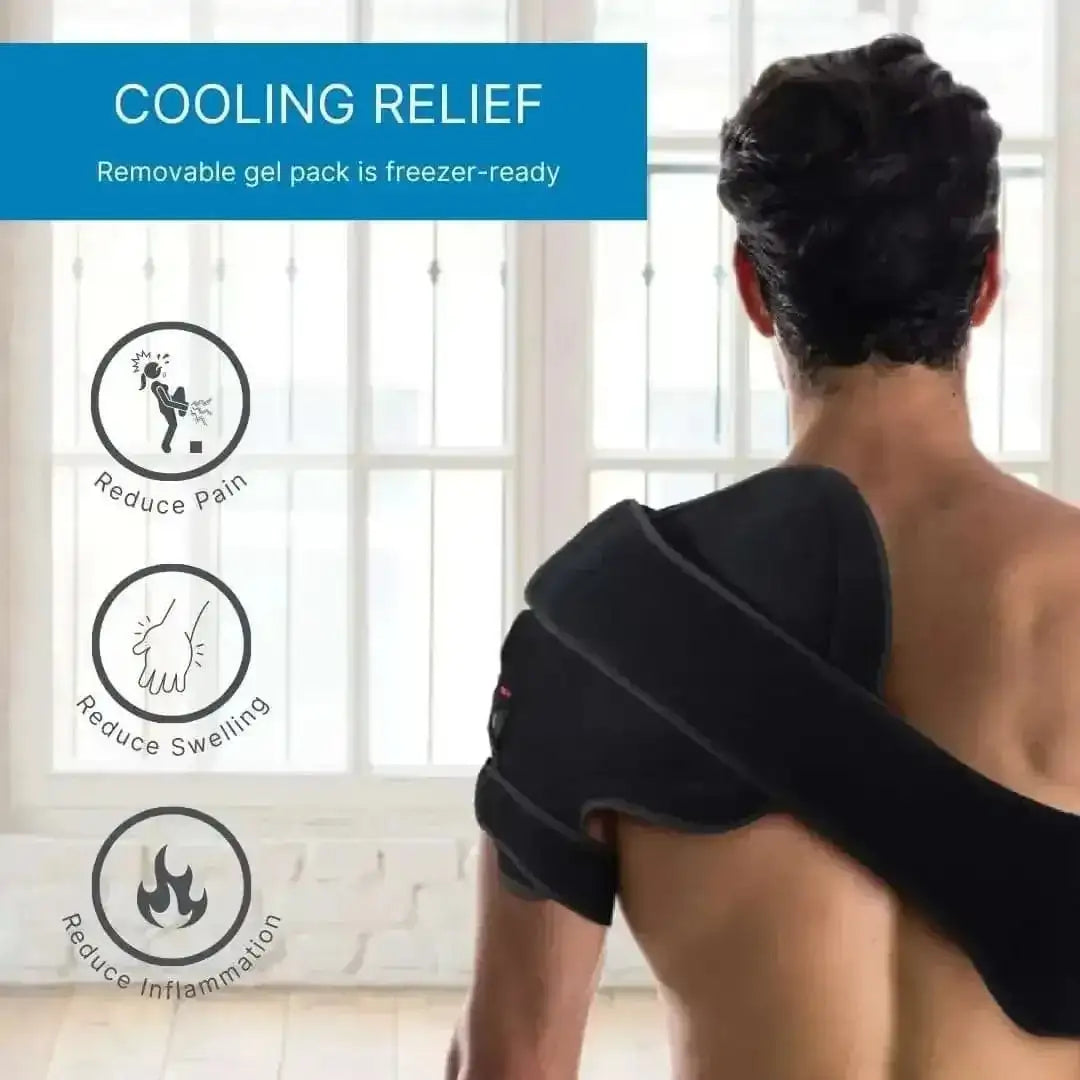 COOLING RELIEF
Removable gel pack is freezer-ready
Reduce Pain
Reduce Swelling
Reduce Inflammation